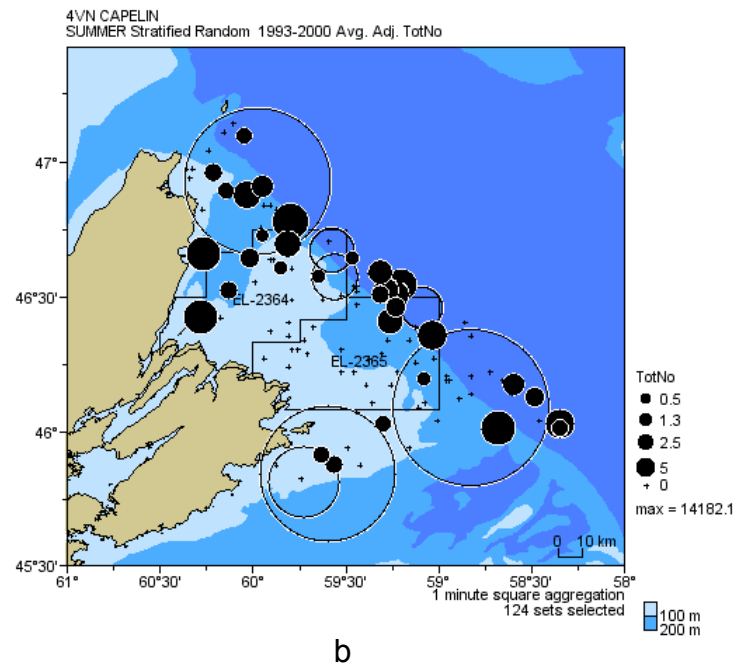 4VN CAPELIN
SUMMER Stratified Random 1993-2000 Avg. Adj. TotNo
47°
46°30'
46°
45°30'
EL-2364
EL-2365
TotNo
0.5
1.3
2.5
5
0
max = 14182.1
0 10 km
61° 60°30' 60° 59°30' 59° 58°30' 58°
1 minute square aggregation
124 sets selected
100 m
200 m
b